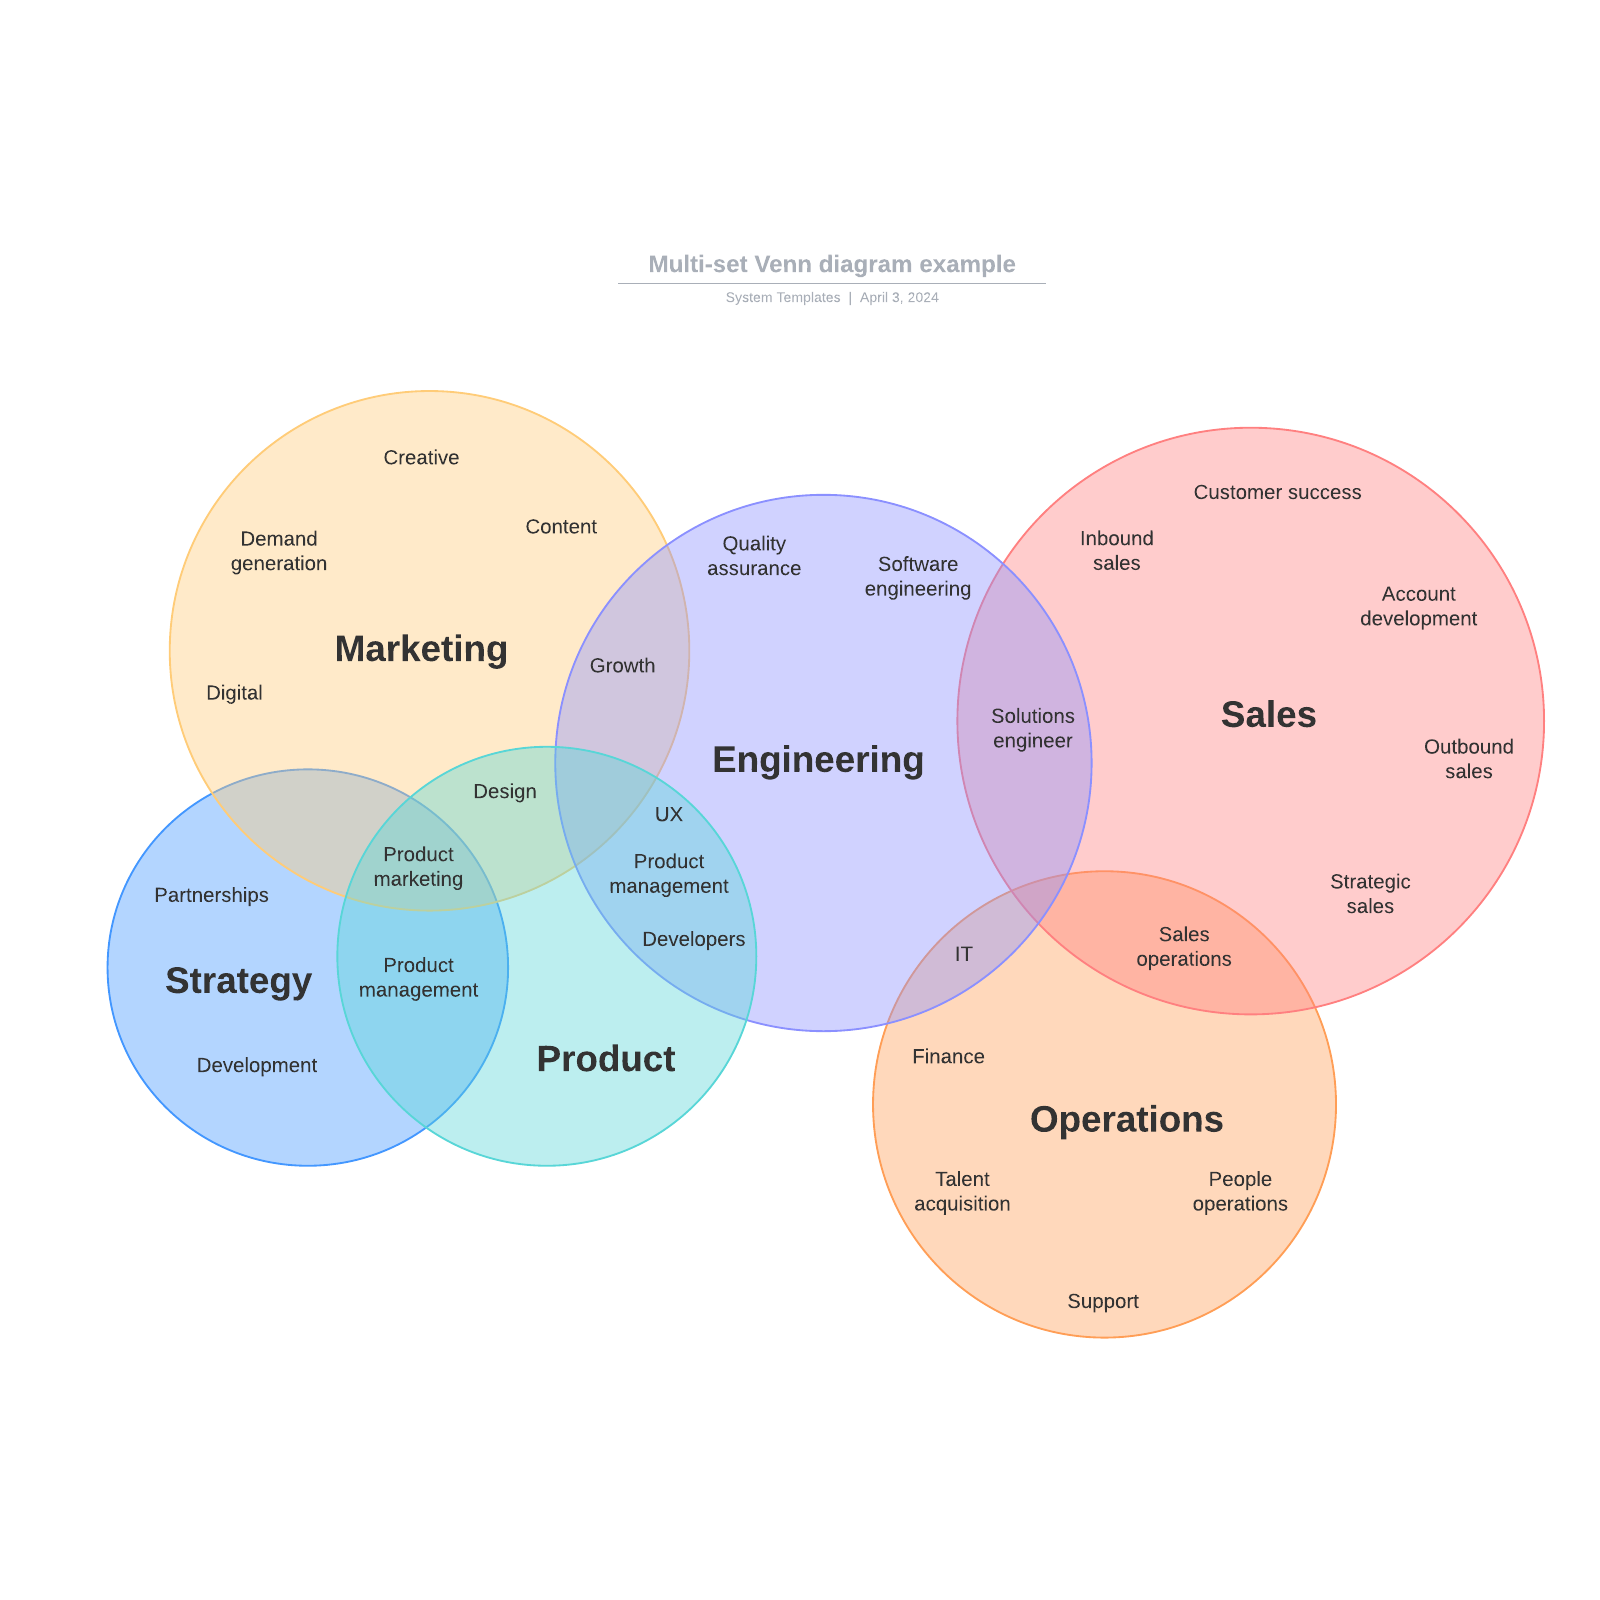 Multi-set Venn diagram example
System Templates | April 3, 2024
Creative
Content
Demand
generation
Marketing
Digital
Growth
Quality
assurance
Software
engineering
Engineering
Solutions
engineer
Customer success
Inbound
sales
Account
development
Sales
Outbound
sales
Strategic
sales
Design
UX
Product
marketing
Product
management
Developers
Partnerships
Strategy
Product
management
Development
Product
IT
Sales
operations
Finance
Operations
Talent
acquisition
People
operations
Support